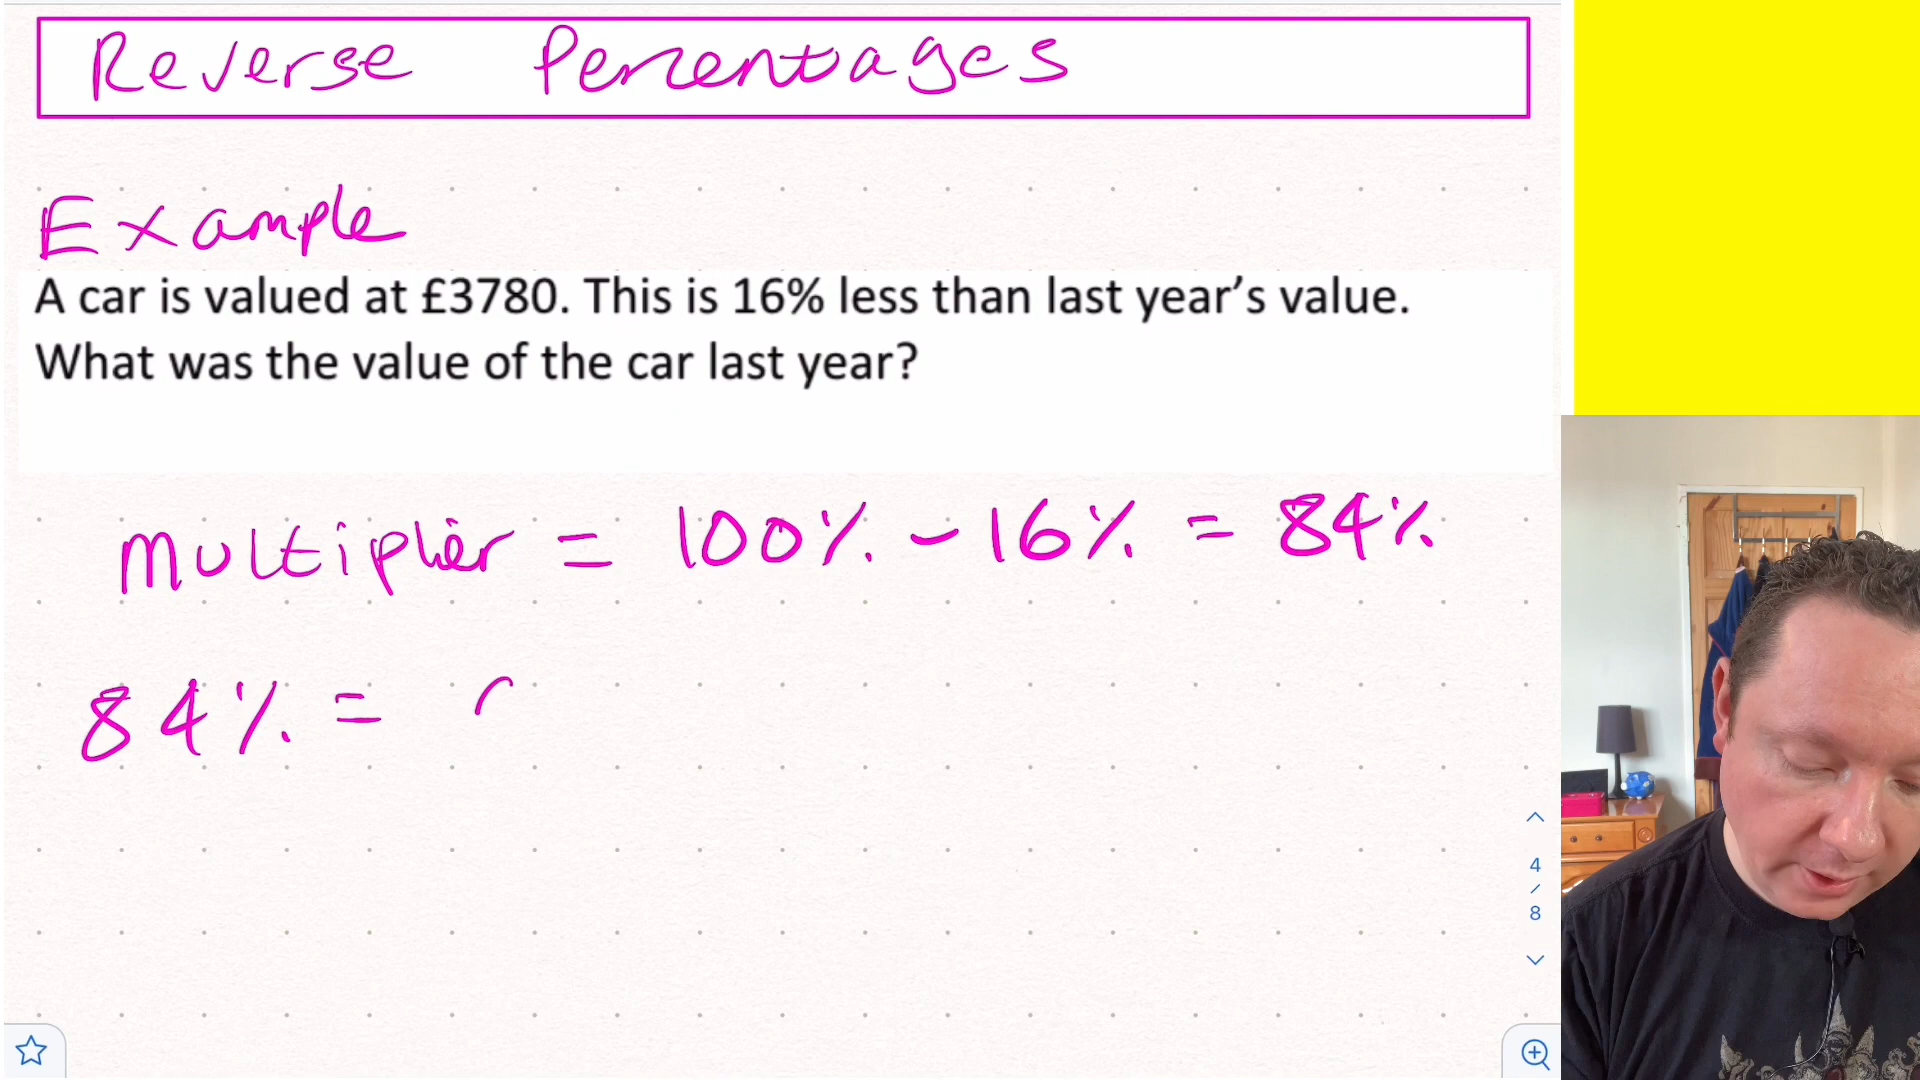 Reverse Percentages
Example
A car is valued at £3780. This is 16% less than last year’s value.
What was the value of the car last year?
multiplier = 100% - 16% = 84%
84% =
4
/
8